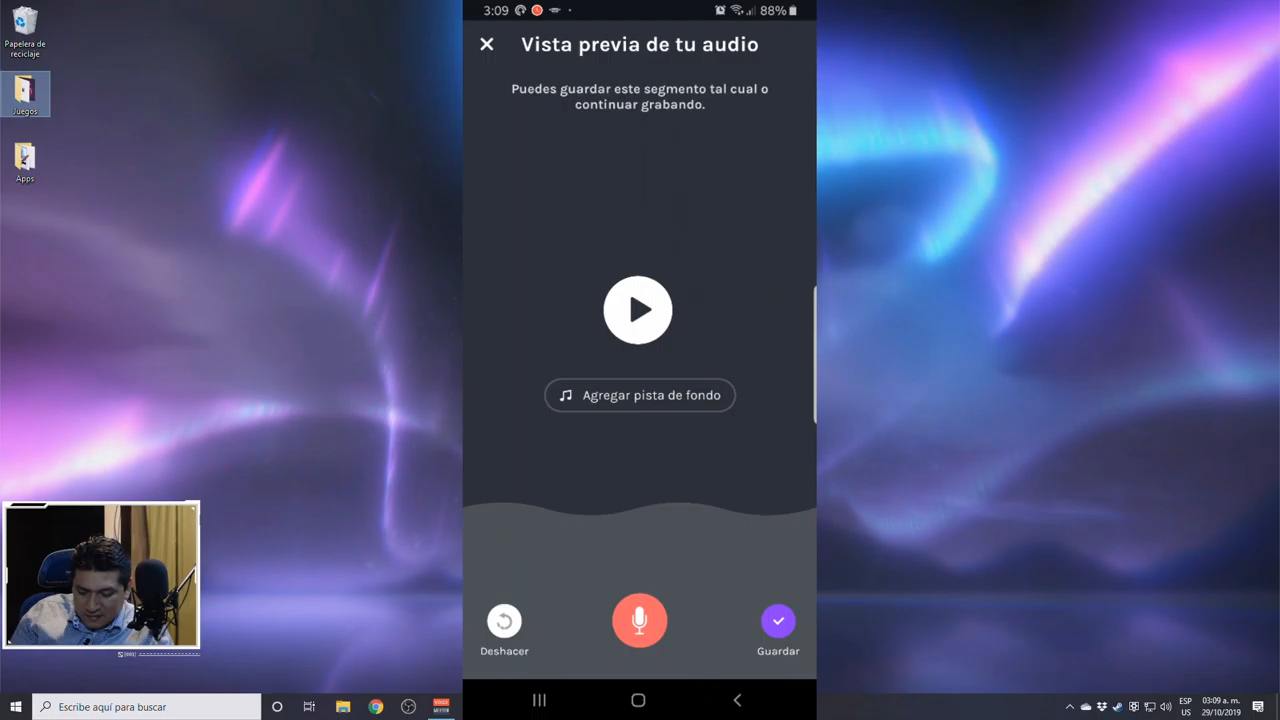 Papelera de
reciclaje
Juegos
Apps
3:09
88%
Vista previa de tu audio
Puedes guardar este segmento tal cual o
continuar grabando.
Agregar pista de fondo
Deshacer
Guardar
Escribe aquí para buscar
ESP
US
03:09 a. m.
29/10/2019